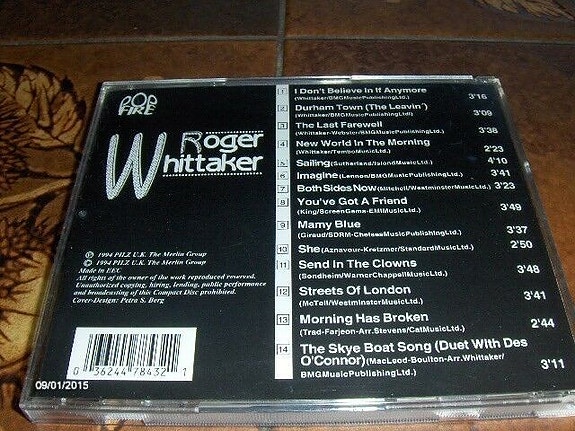 POP
FIRE
Roger
Whittaker
1 I Don't Believe in If Anymore
(Whittaker/BMGMusicPublishingLtd.) 3'16
2 Durham Town (The Leavin')
(Whittaker/BMGMusicPublishingLtd) 3'09
3 The Last Farewell
(Whittaker-Webster/BMGMusicPublishingLtd.) 3'38
4 New World In The Morning
(Whittaker/TemboMusicLtd.) 2'23
5 Sailing(Sutherland/IslandMusicLtd.) 4'10
6 Imagine(Lennon/BMGMusicPublishingLtd.) 3'41
7 Both Sides Now(Mitchell/WestminsterMusicLtd.) 3'23
8 You've Got A Friend
(King/ScreenGams-EMIMusicLtd.) 3'49
9 Mamy Blue
(Giraud/SDRM-ChelseaMusicPublishingLtd.) 3'37
10 She(Aznavour-Kretzmer/StandardMusicLtd.) 2'50
11 Send In The Clowns
(Sondheim/WarnerChappellMusicLtd.) 3'48
12 Streets Of London
(McTell/WestminsterMusicLtd.) 3'41
13 Morning Has Broken
(Trad-Farjeon-Arr.Stevens/CatMusicLtd.) 2'44
14 The Skye Boat Song (Duet With Des
O'Connor)(MacLeod-Boulton-Arr.Whittaker/
BMGMusicPublishingLtd.) 3'11
℗ 1994 PILZ U.K. The Merlin Group
© 1994 PILZ U.K. The Merlin Group
Made in EEC
All rights of the owner of the work reproduced reserved.
Unauthorized copying, hiring, lending, public performance
and broadcasting of this Compact Disc prohibited.
Cover-Design: Petra S. Berg
0 36244 78432 1
09/01/2015